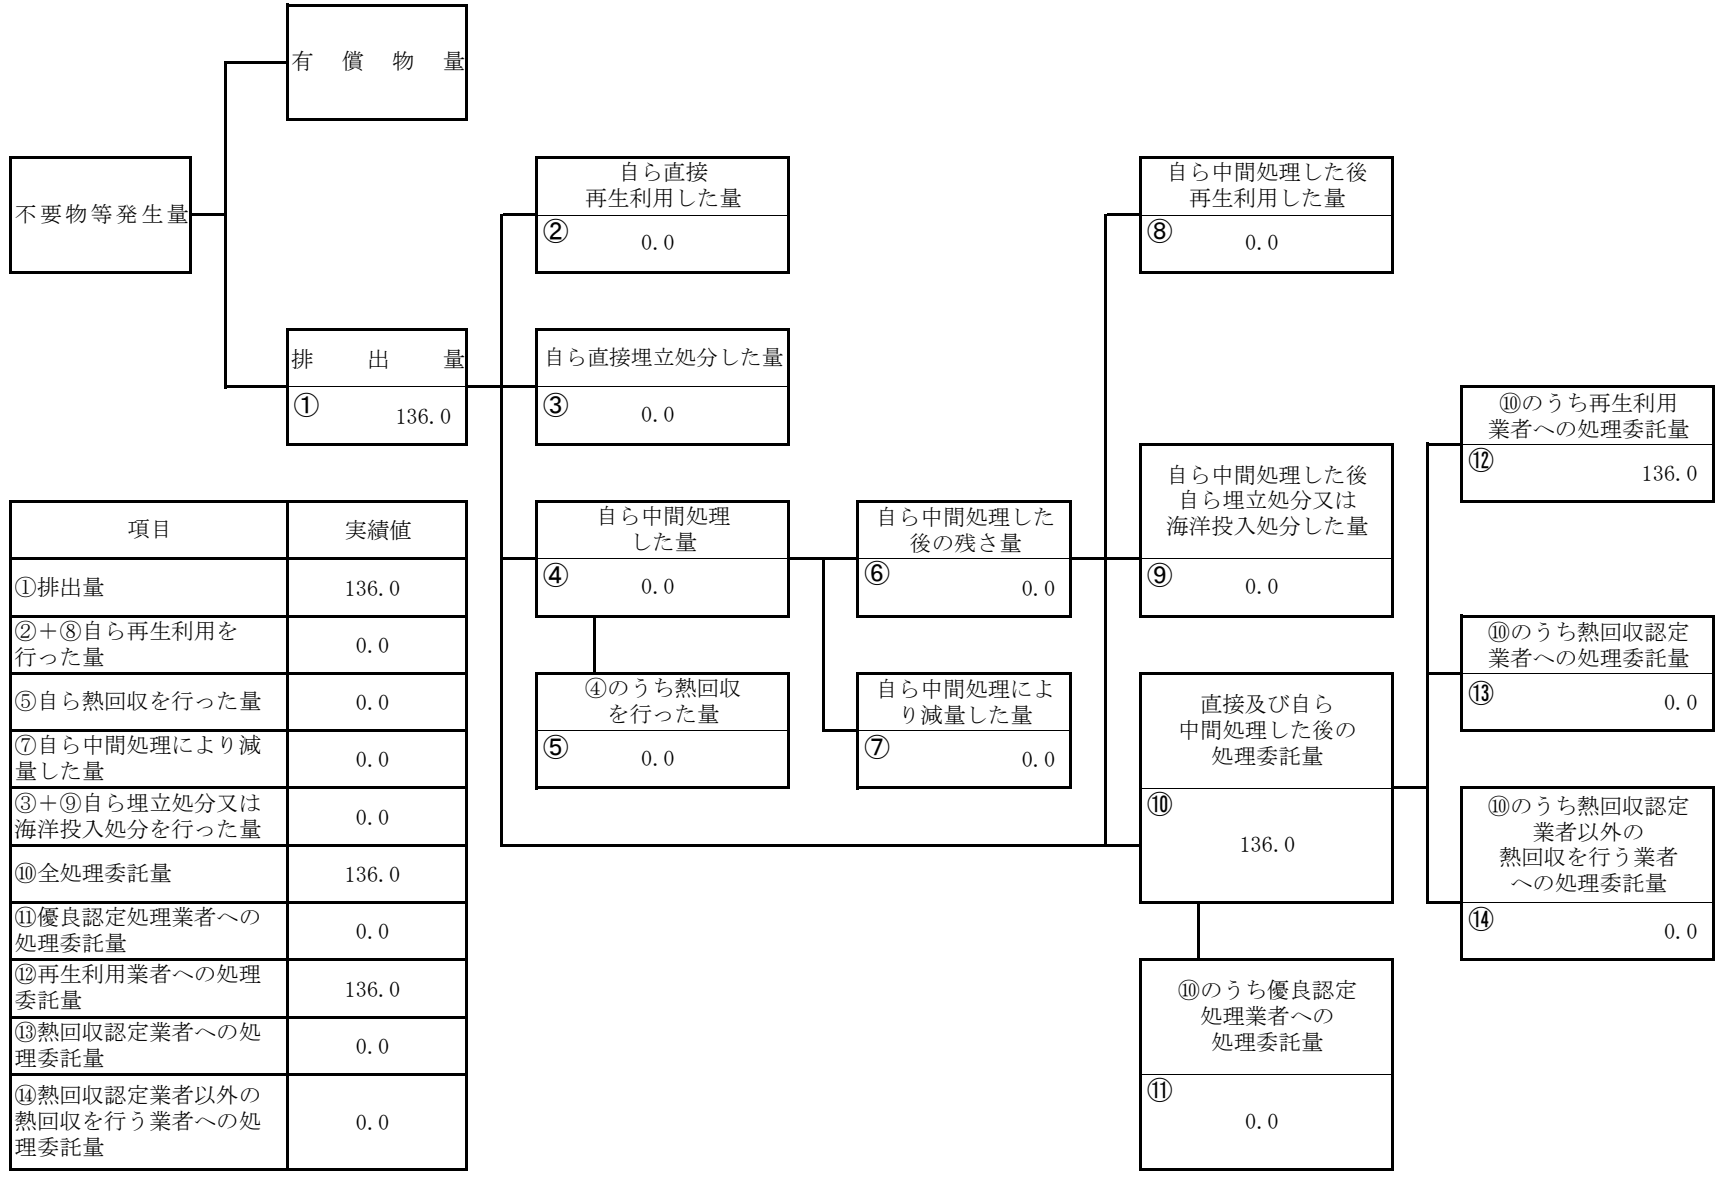 有償物量
不要物等発生量
排出量
①
136.0
自ら直接
再生利用した量
②
0.0
自ら直接埋立処分した量
③
0.0
自ら中間処理
した量
④
0.0
④のうち熱回収
を行った量
⑤
0.0
自ら中間処理した
後の残さ量
⑥
0.0
自ら中間処理によ
り減量した量
⑦
0.0
自ら中間処理した後
再生利用した量
⑧
0.0
自ら中間処理した後
自ら埋立処分又は
海洋投入処分した量
⑨
0.0
直接及び自ら
中間処理した後の
処理委託量
⑩
136.0
⑩のうち優良認定
処理業者への
処理委託量
⑪
0.0
⑩のうち再生利用
業者への処理委託量
⑫
136.0
⑩のうち熱回収認定
業者への処理委託量
⑬
0.0
⑩のうち熱回収認定
業者以外の
熱回収を行う業者
への処理委託量
⑭
0.0
項目 実績値
①排出量 136.0
②＋⑧自ら再生利用を
行った量
0.0
⑤自ら熱回収を行った量 0.0
⑦自ら中間処理により減
量した量
0.0
③＋⑨自ら埋立処分又は
海洋投入処分を行った量
0.0
⑩全処理委託量 136.0
⑪優良認定処理業者への
処理委託量
0.0
⑫再生利用業者への処理
委託量
136.0
⑬熱回収認定業者への処
理委託量
0.0
⑭熱回収認定業者以外の
熱回収を行う業者への処
理委託量
0.0